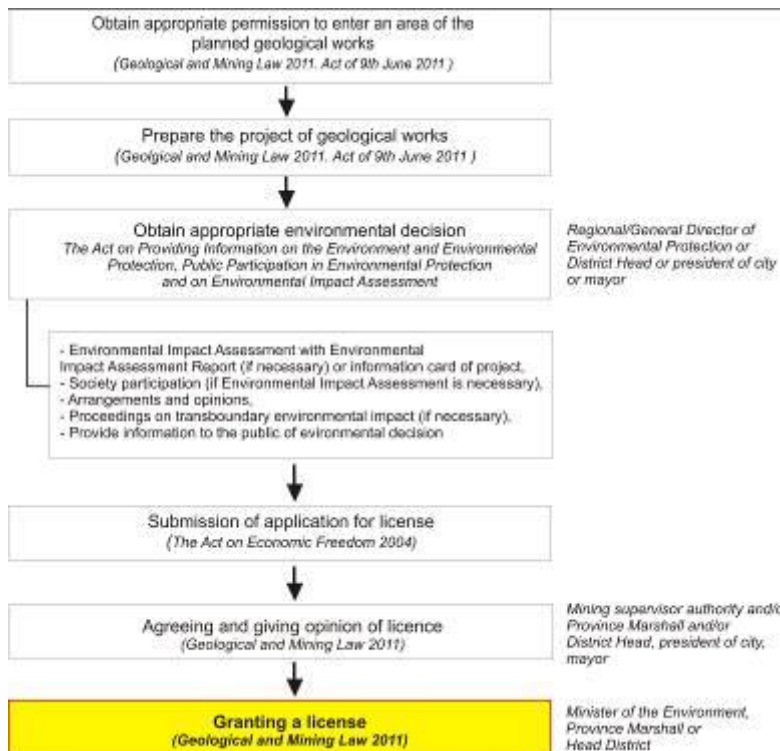 Obtain appropriate permission to enter an area of the
planned geological works
(Geological and Mining Law 2011. Act of 9th June 2011 )
Prepare the project of geological works
(Geolgical and Mining Law 2011. Act of 9th June 2011 )
Obtain appropriate environmental decision
The Act on Providing Information on the Environment and Environmental
Protection, Public Participation in Environmental Protection
and on Environmental Impact Assessment
Regional/General Director of
Environmental Protection or
District Head or president of city
or mayor
- Environmental Impact Assessment with Environmental
Impact Assessment Report (if necessary) or information card of project,
- Society participation (if Environmental Impact Assessment is necessary),
- Arrangements and opinions,
- Proceedings on transboundary environmental impact (if necessary),
- Provide information to the public of evironmental decision
Submission of application for license
(The Act on Economic Freedom 2004)
Agreeing and giving opinion of licence
(Geological and Mining Law 2011)
Mining supervisor authority and/o
Province Marshall and/or
District Head, president of city,
mayor
Granting a license
(Geological and Mining Law 2011)
Minister of the Environment,
Province Marshall or
Head District